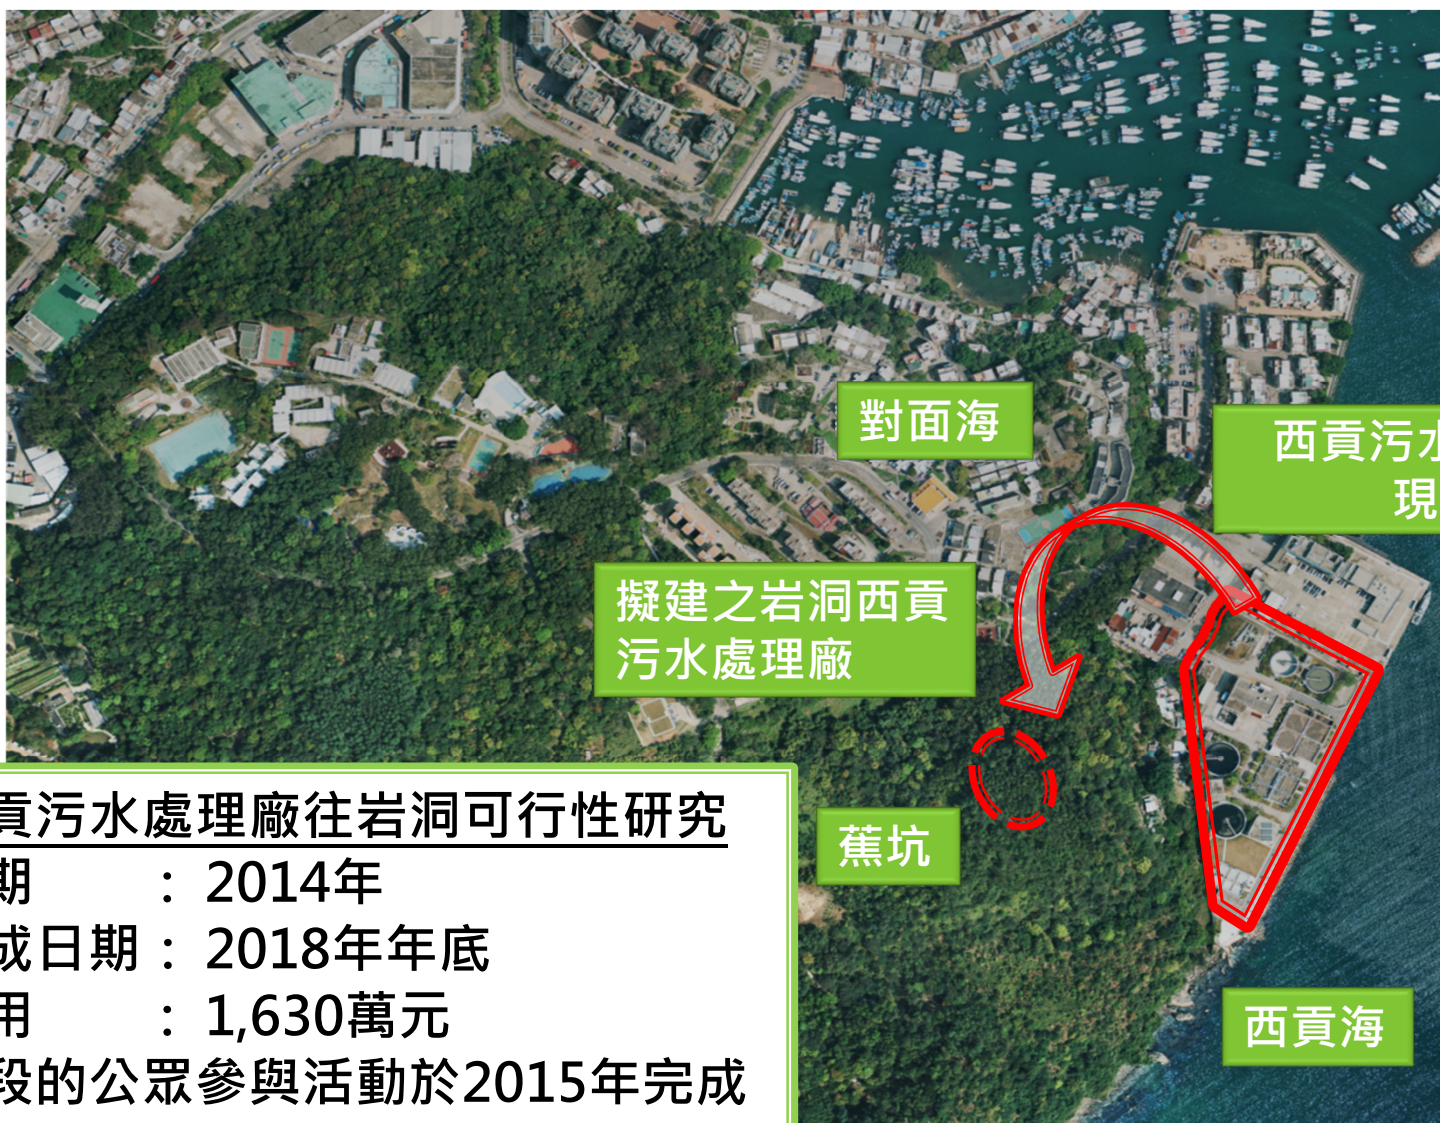 對面海
西貢污水
現
擬建之岩洞西貢
污水處理廠
蕉坑
西貢海
貢污水處理廠往岩洞可行性研究
期 : 2014年
成日期 : 2018年年底
用 : 1,630萬元
段的公眾參與活動於2015年完成